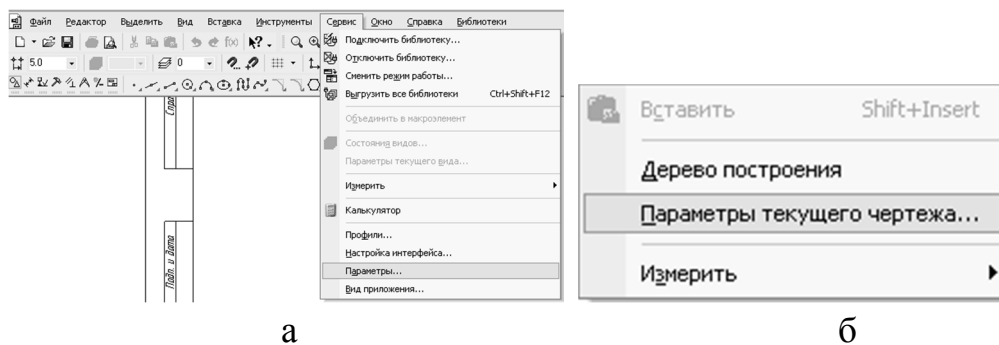 Файл Редактор Выделить Вид Вставка Инструменты Сервис Окно Справка Библиотеки
Подключить библиотеку...
Отключить библиотеку...
Сменить режим работы...
Выгрузить все библиотеки Ctrl+Shift+F12
Объединить в макроэлемент
Состояния видов...
Параметры текущего вида...
Измерить
Калькулятор
Профили...
Настройка интерфейса...
Параметры...
Вид приложения...
5.0
0
f(x)
Подп. и дата
Вставить Shift+Insert
Дерево построения
Параметры текущего чертежа...
Измерить
а
б